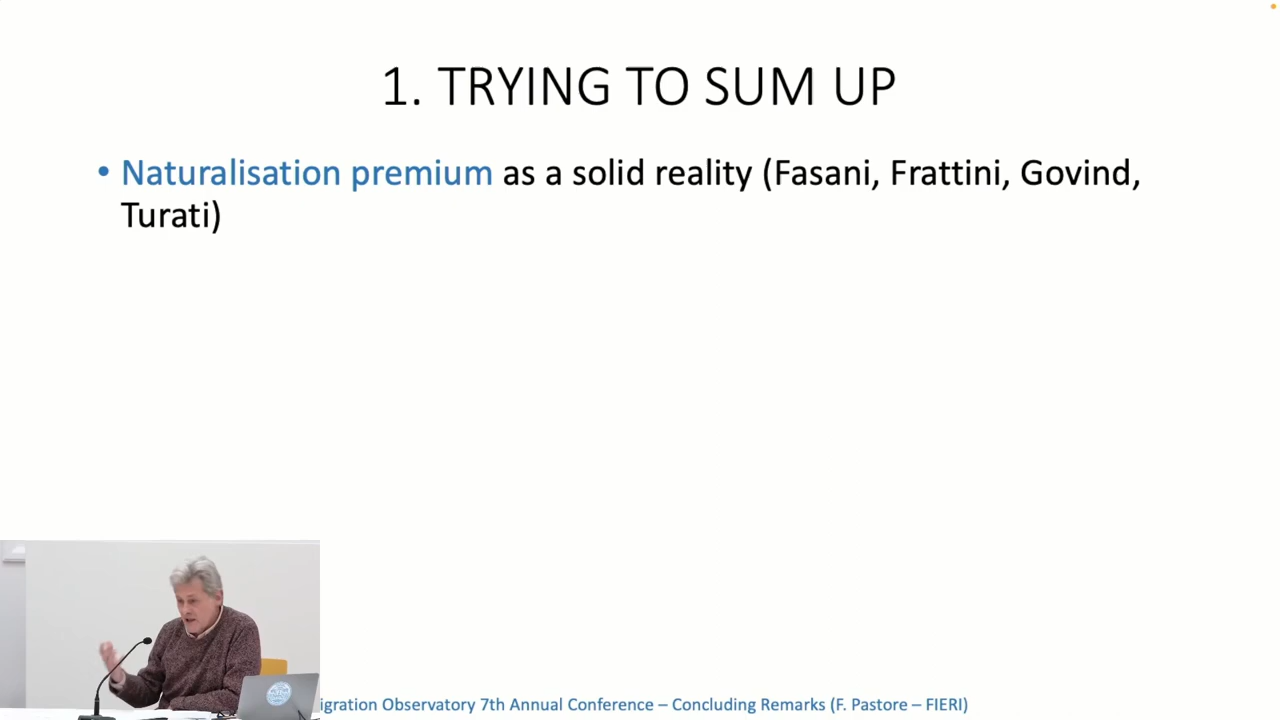 1. TRYING TO SUM UP
• Naturalisation premium as a solid reality (Fasani, Frattini, Govind,
Turati)
igration Observatory 7th Annual Conference – Concluding Remarks (F. Pastore – FIERI)